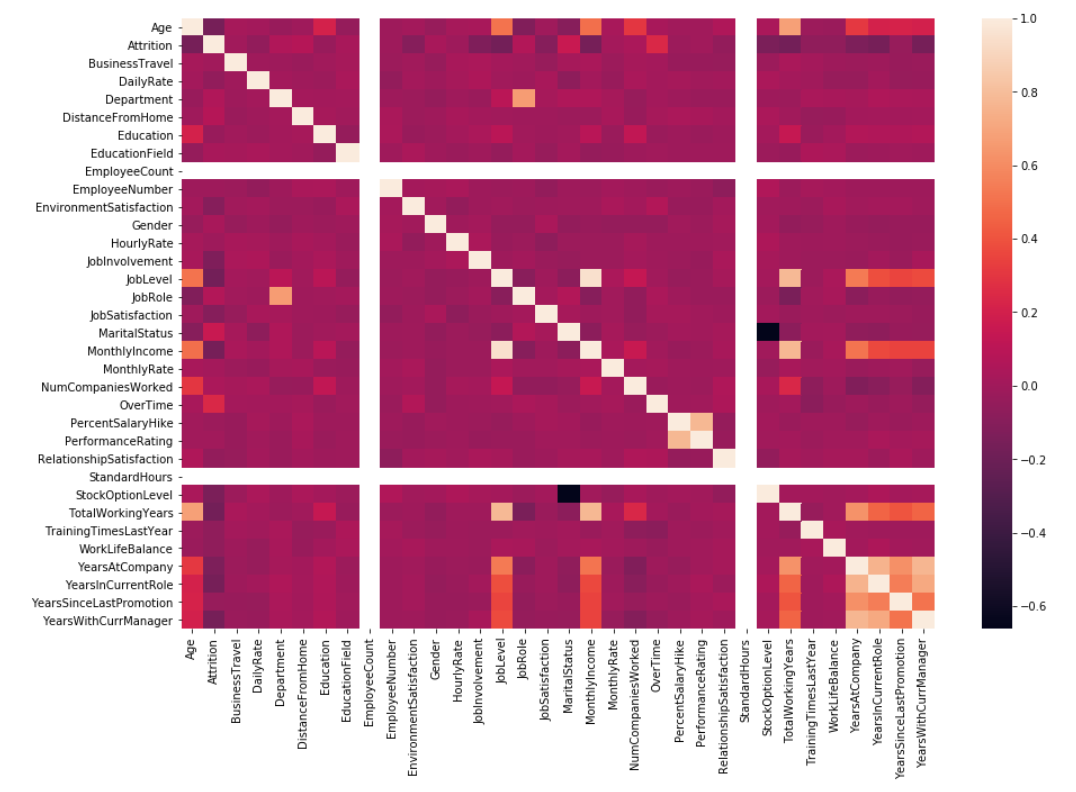 Age
Attrition
BusinessTravel
DailyRate
Department
DistanceFromHome
Education
EducationField
EmployeeCount
EmployeeNumber
EnvironmentSatisfaction
Gender
HourlyRate
JobInvolvement
JobLevel
JobRole
JobSatisfaction
MaritalStatus
MonthlyIncome
MonthlyRate
NumCompaniesWorked
OverTime
PercentSalaryHike
PerformanceRating
RelationshipSatisfaction
StandardHours
StockOptionLevel
TotalWorkingYears
TrainingTimesLastYear
WorkLifeBalance
YearsAtCompany
YearsInCurrentRole
YearsSinceLastPromotion
YearsWithCurrManager
Age
Attrition
BusinessTravel
DailyRate
Department
DistanceFromHome
Education
EducationField
EmployeeCount
EmployeeNumber
EnvironmentSatisfaction
Gender
HourlyRate
JobInvolvement
JobLevel
JobRole
JobSatisfaction
MaritalStatus
MonthlyIncome
MonthlyRate
NumCompaniesWorked
OverTime
PercentSalaryHike
PerformanceRating
RelationshipSatisfaction
StandardHours
StockOptionLevel
TotalWorkingYears
TrainingTimesLastYear
WorkLifeBalance
YearsAtCompany
YearsInCurrentRole
YearsSinceLastPromotion
YearsWithCurrManager
1.0
0.8
0.6
0.4
0.2
0.0
−0.2
−0.4
−0.6